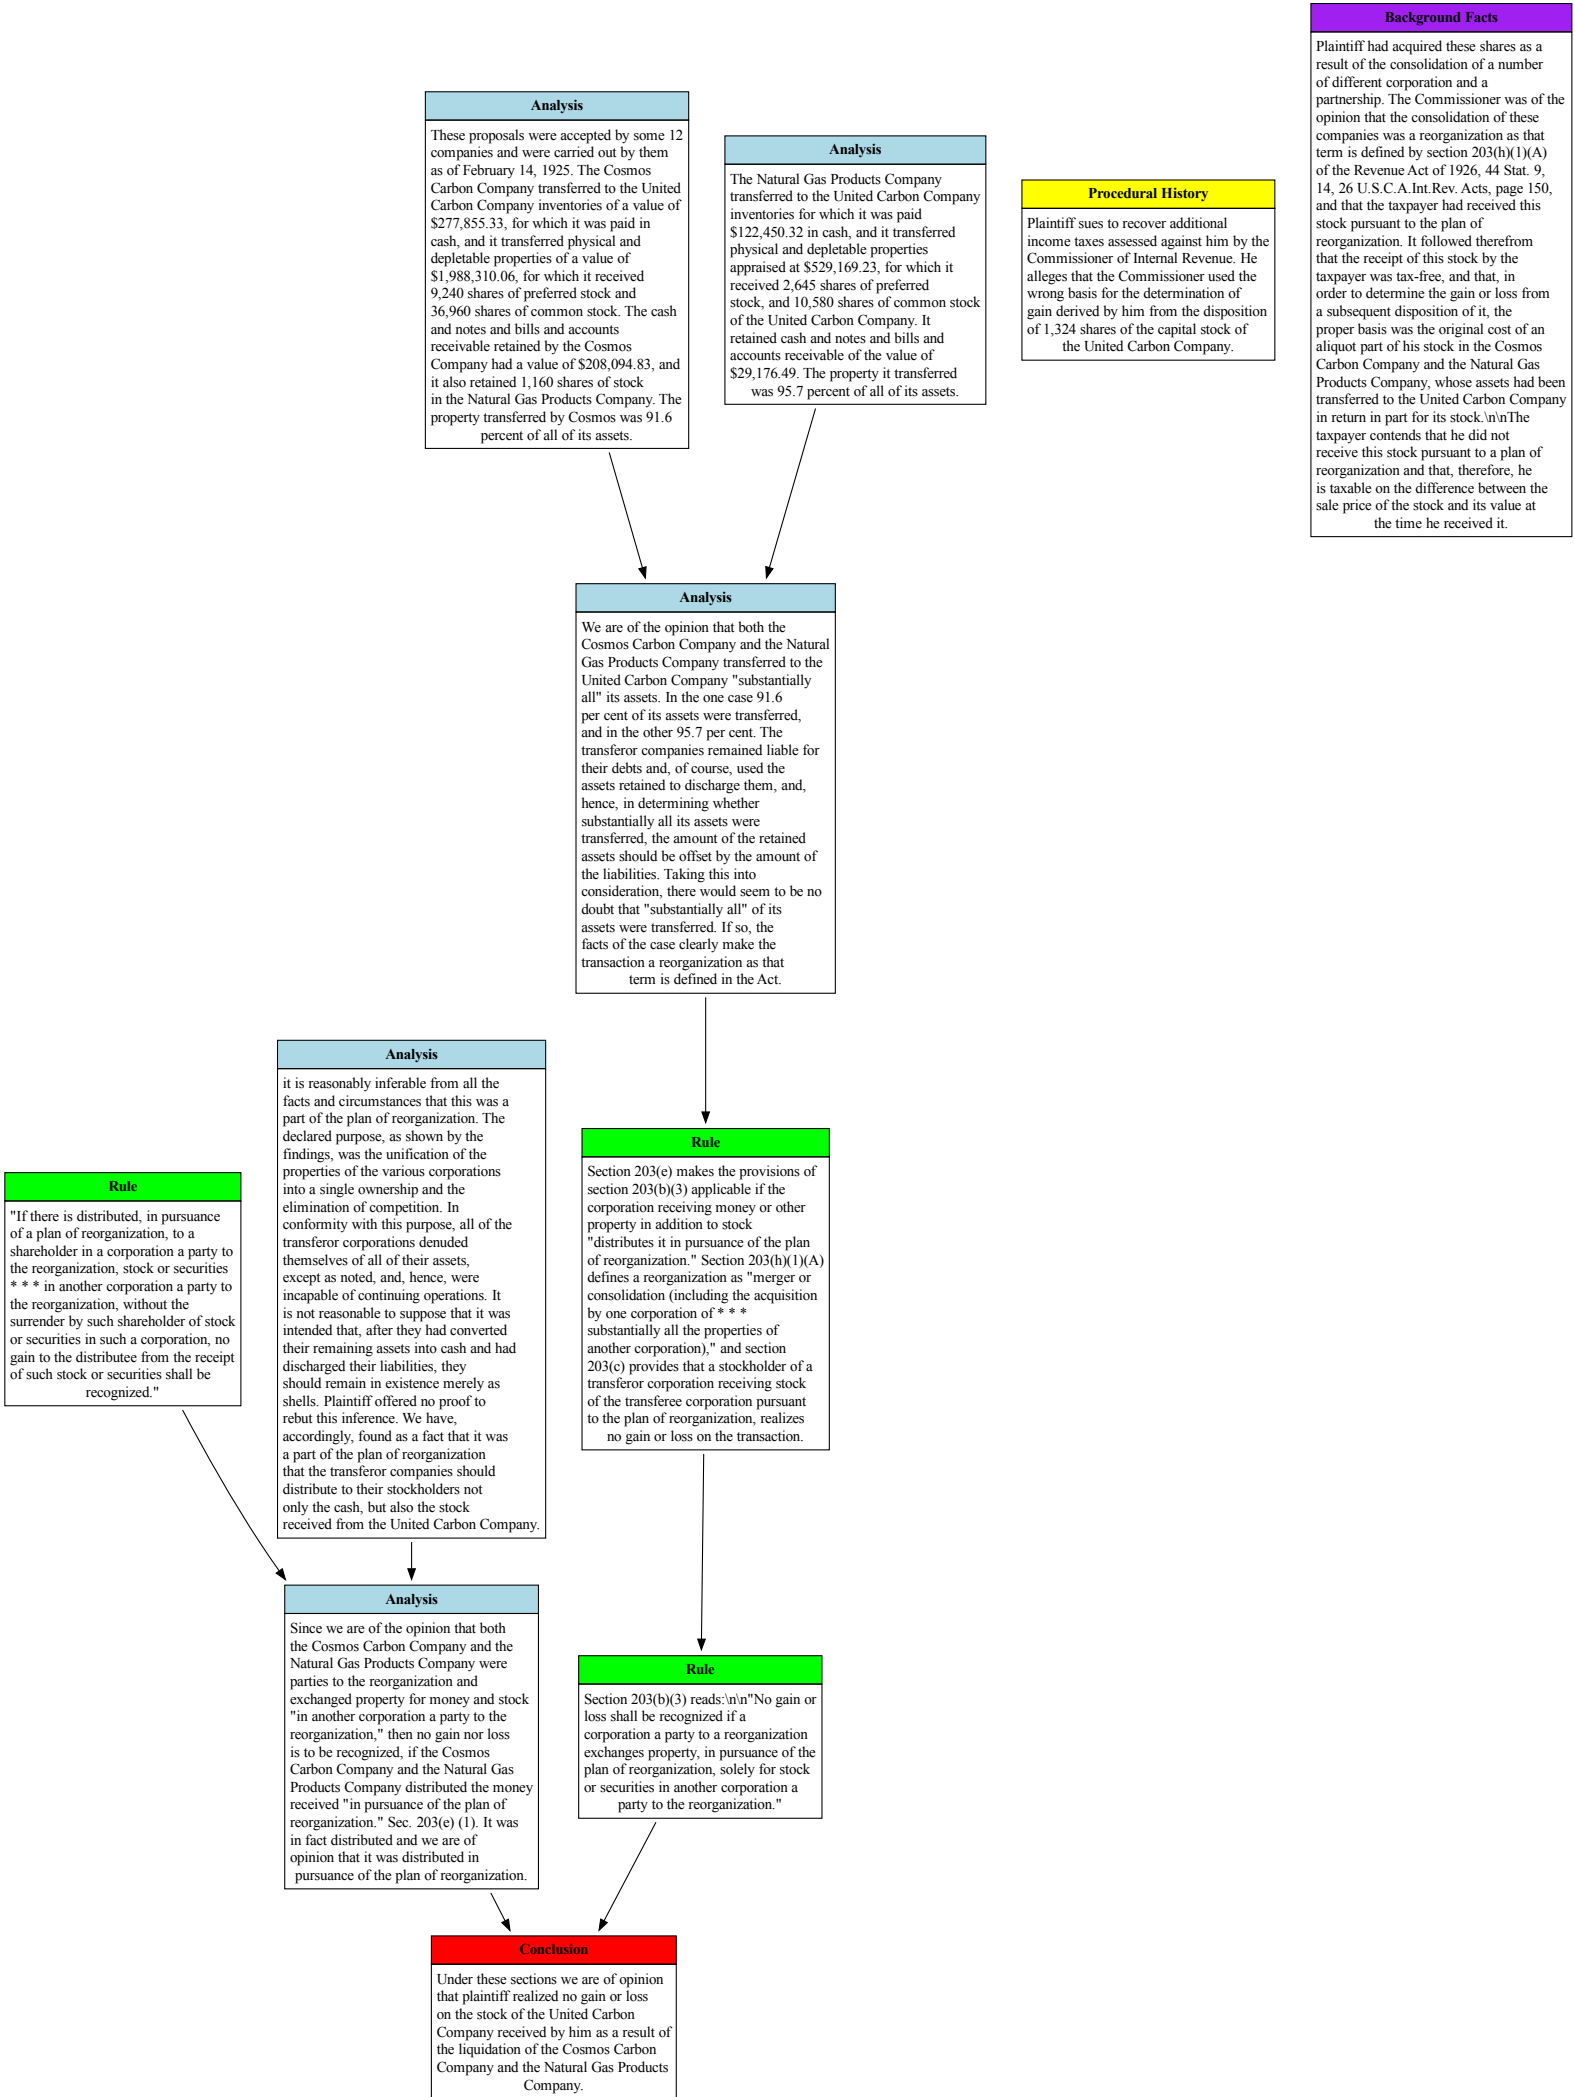 Background Facts
Plaintiff had acquired these shares as a
result of the consolidation of a number
of different corporation and a
partnership. The Commissioner was of the
opinion that the consolidation of these
companies was a reorganization as that
term is defined by section 203(h)(1)(A)
of the Revenue Act of 1926, 44 Stat. 9,
14, 26 U.S.C.A.Int.Rev. Acts, page 150,
and that the taxpayer had received this
stock pursuant to the plan of
reorganization. It followed therefrom
that the receipt of this stock by the
taxpayer was tax-free, and that, in
order to determine the gain or loss from
a subsequent disposition of it, the
proper basis was the original cost of an
aliquot part of his stock in the Cosmos
Carbon Company and the Natural Gas
Products Company, whose assets had been
transferred to the United Carbon Company
in return in part for its stock.\n\nThe
taxpayer contends that he did not
receive this stock pursuant to a plan of
reorganization and that, therefore, he
is taxable on the difference between the
sale price of the stock and its value at
the time he received it.
Analysis
These proposals were accepted by some 12
companies and were carried out by them
as of February 14, 1925. The Cosmos
Carbon Company transferred to the United
Carbon Company inventories of a value of
$277,855.33, for which it was paid in
cash, and it transferred physical and
depletable properties of a value of
$1,988,310.06, for which it received
9,240 shares of preferred stock and
36,960 shares of common stock. The cash
and notes and bills and accounts
receivable retained by the Cosmos
Company had a value of $208,094.83, and
it also retained 1,160 shares of stock
in the Natural Gas Products Company. The
property transferred by Cosmos was 91.6
percent of all of its assets.
Analysis
The Natural Gas Products Company
transferred to the United Carbon Company
inventories for which it was paid
$122,450.32 in cash, and it transferred
physical and depletable properties
appraised at $529,169.23, for which it
received 2,645 shares of preferred
stock, and 10,580 shares of common stock
of the United Carbon Company. It
retained cash and notes and bills and
accounts receivable of the value of
$29,176.49. The property it transferred
was 95.7 percent of all of its assets.
Procedural History
Plaintiff sues to recover additional
income taxes assessed against him by the
Commissioner of Internal Revenue. He
alleges that the Commissioner used the
wrong basis for the determination of
gain derived by him from the disposition
of 1,324 shares of the capital stock of
the United Carbon Company.
Analysis
We are of the opinion that both the
Cosmos Carbon Company and the Natural
Gas Products Company transferred to the
United Carbon Company "substantially
all" its assets. In the one case 91.6
per cent of its assets were transferred,
and in the other 95.7 per cent. The
transferor companies remained liable for
their debts and, of course, used the
assets retained to discharge them, and,
hence, in determining whether
substantially all its assets were
transferred, the amount of the retained
assets should be offset by the amount of
the liabilities. Taking this into
consideration, there would seem to be no
doubt that "substantially all" of its
assets were transferred. If so, the
facts of the case clearly make the
transaction a reorganization as that
term is defined in the Act.
Analysis
it is reasonably inferable from all the
facts and circumstances that this was a
part of the plan of reorganization. The
declared purpose, as shown by the
findings, was the unification of the
properties of the various corporations
into a single ownership and the
elimination of competition. In
conformity with this purpose, all of the
transferor corporations denuded
themselves of all of their assets,
except as noted, and, hence, were
incapable of continuing operations. It
is not reasonable to suppose that it was
intended that, after they had converted
their remaining assets into cash and had
discharged their liabilities, they
should remain in existence merely as
shells. Plaintiff offered no proof to
rebut this inference. We have,
accordingly, found as a fact that it was
a part of the plan of reorganization
that the transferor companies should
distribute to their stockholders not
only the cash, but also the stock
received from the United Carbon Company.
Rule
Section 203(e) makes the provisions of
section 203(b)(3) applicable if the
corporation receiving money or other
property in addition to stock
"distributes it in pursuance of the plan
of reorganization." Section 203(h)(1)(A)
defines a reorganization as "merger or
consolidation (including the acquisition
by one corporation of * * *
substantially all the properties of
another corporation)," and section
203(c) provides that a stockholder of a
transferor corporation receiving stock
of the transferee corporation pursuant
to the plan of reorganization, realizes
no gain or loss on the transaction.
Rule
"If there is distributed, in pursuance
of a plan of reorganization, to a
shareholder in a corporation a party to
the reorganization, stock or securities
* * * in another corporation a party to
the reorganization, without the
surrender by such shareholder of stock
or securities in such a corporation, no
gain to the distributee from the receipt
of such stock or securities shall be
recognized."
Analysis
Since we are of the opinion that both
the Cosmos Carbon Company and the
Natural Gas Products Company were
parties to the reorganization and
exchanged property for money and stock
"in another corporation a party to the
reorganization," then no gain nor loss
is to be recognized, if the Cosmos
Carbon Company and the Natural Gas
Products Company distributed the money
received "in pursuance of the plan of
reorganization." Sec. 203(e) (1). It was
in fact distributed and we are of
opinion that it was distributed in
pursuance of the plan of reorganization.
Rule
Section 203(b)(3) reads:\n\n"No gain or
loss shall be recognized if a
corporation a party to a reorganization
exchanges property, in pursuance of the
plan of reorganization, solely for stock
or securities in another corporation a
party to the reorganization."
Conclusion
Under these sections we are of opinion
that plaintiff realized no gain or loss
on the stock of the United Carbon
Company received by him as a result of
the liquidation of the Cosmos Carbon
Company and the Natural Gas Products
Company.